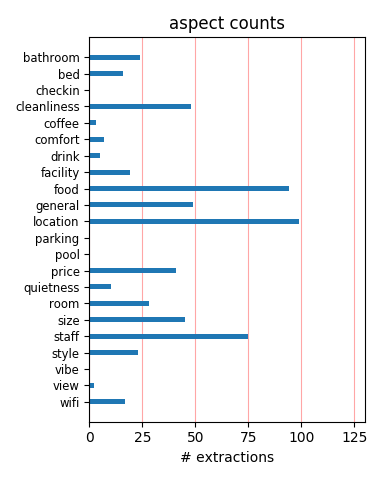 aspect counts
bathroom
bed
checkin
cleanliness
coffee
comfort
drink
facility
food
general
location
parking
pool
price
quietness
room
size
staff
style
vibe
view
wifi
0 25 50 75 100 125
# extractions